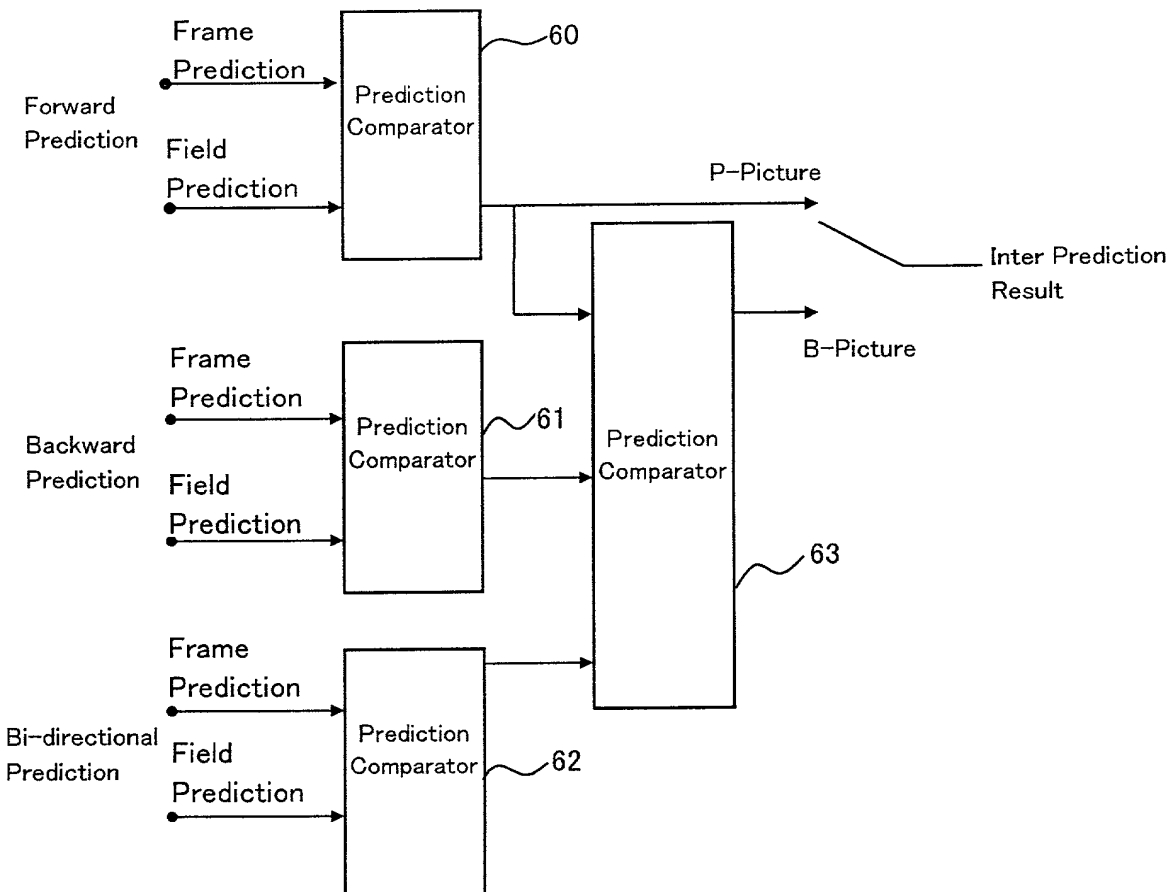 Frame
Prediction
60
Forward
Prediction
Prediction
Comparator
Field
Prediction
P-Picture
Inter Prediction
Result
B-Picture
Frame
Prediction
61
Backward
Prediction
Prediction
Comparator
Prediction
Comparator
Field
Prediction
63
Frame
Prediction
Bi-directional
Prediction
Prediction
Comparator
62
Field
Prediction